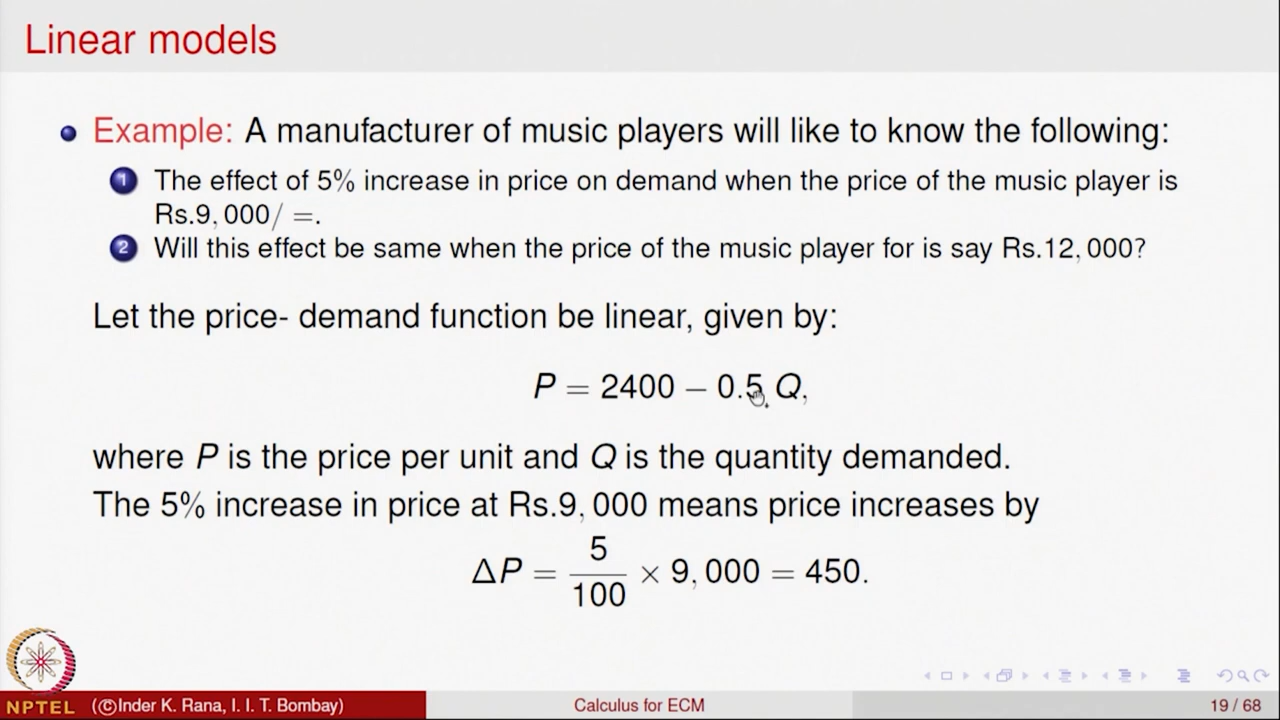 Linear models
Example: A manufacturer of music players will like to know the following:
1 The effect of 5% increase in price on demand when the price of the music player is
Rs.9, 000/ =.
2 Will this effect be same when the price of the music player for is say Rs.12, 000?
Let the price- demand function be linear, given by:
P = 2400 − 0.5 Q,
where P is the price per unit and Q is the quantity demanded.
The 5% increase in price at Rs.9, 000 means price increases by
ΔP = 5/100 × 9, 000 = 450.
NPTEL
(©Inder K. Rana, I. I. T. Bombay)
Calculus for ECM
19 / 68